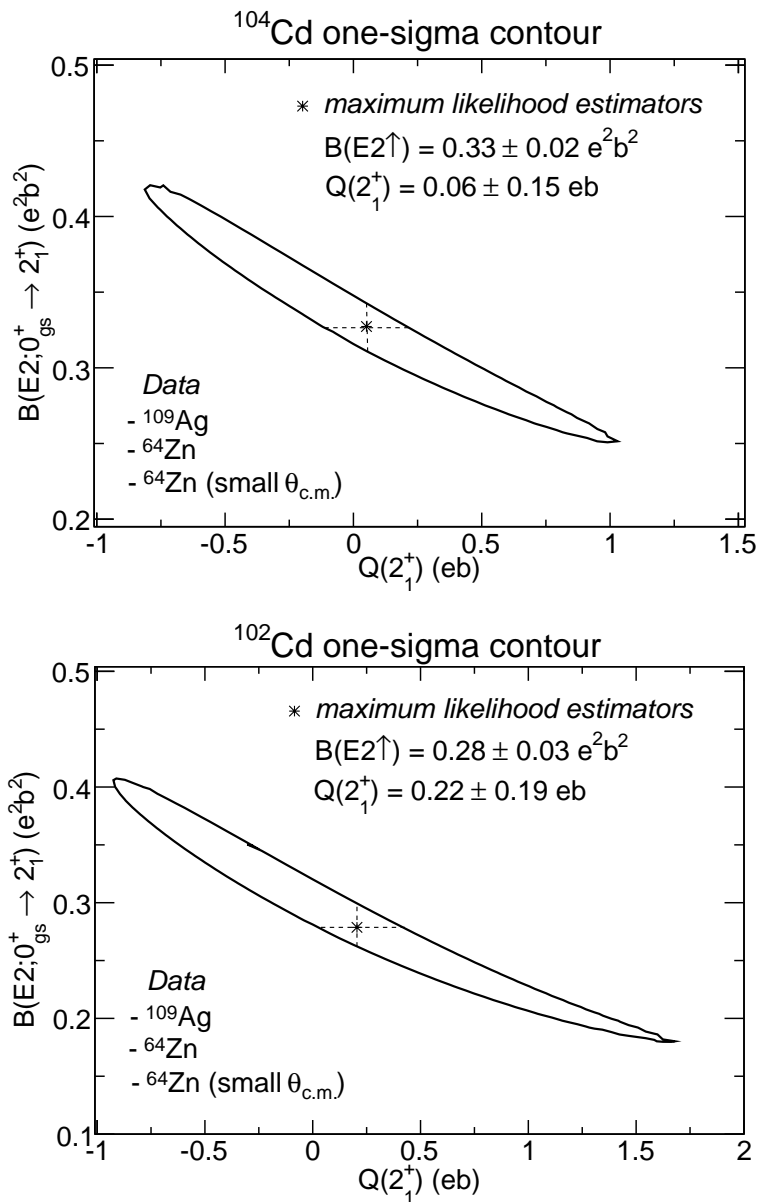 ¹⁰⁴Cd one-sigma contour
0.5
0.4
0.3
0.2
B(E2;0⁺gs → 2⁺₁) (e²b²)
* maximum likelihood estimators
B(E2↑) = 0.33 ± 0.02 e²b²
Q(2⁺₁) = 0.06 ± 0.15 eb
Data
- ¹⁰⁹Ag
- ⁶⁴Zn
- ⁶⁴Zn (small θc.m.)
-1 -0.5 0 0.5 1 1.5
Q(2⁺₁) (eb)
¹⁰²Cd one-sigma contour
0.5
0.4
0.3
0.2
0.1
B(E2;0⁺gs → 2⁺₁) (e²b²)
* maximum likelihood estimators
B(E2↑) = 0.28 ± 0.03 e²b²
Q(2⁺₁) = 0.22 ± 0.19 eb
Data
- ¹⁰⁹Ag
- ⁶⁴Zn
- ⁶⁴Zn (small θc.m.)
-1 -0.5 0 0.5 1 1.5 2
Q(2⁺₁) (eb)